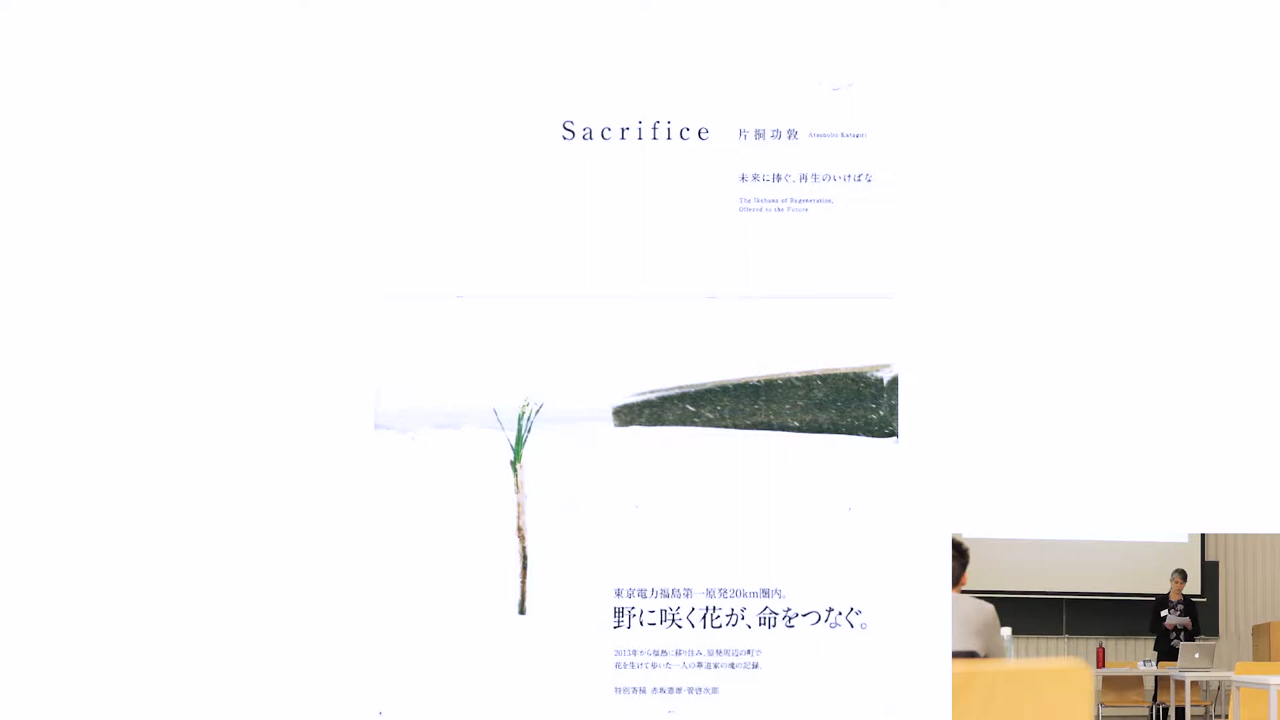 Sacrifice 片桐功敦 Atsunobu Katagiri
未来に捧ぐ、再生のいけばな
The Ikebana of Regeneration,
Offered to the Future
東京電力福島第一原発20km圏内。
野に咲く花が、命をつなぐ。
2013年から福島に移り住み、原発周辺の町で
花を生けて歩いた一人の華道家の魂の記録。
特別寄稿 赤坂憲雄・管啓次郎